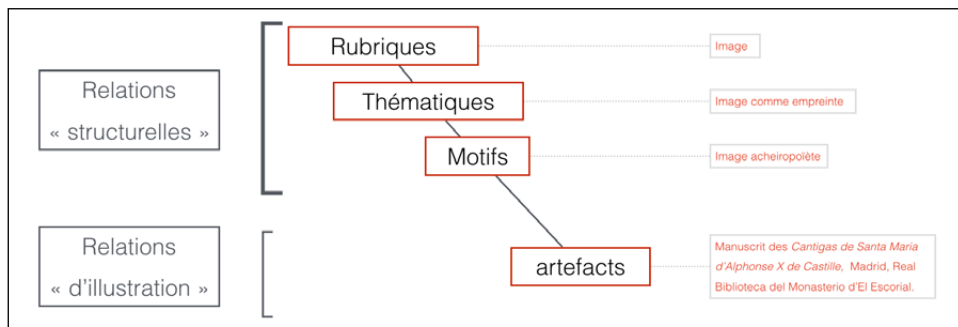 Rubriques
Image
Relations
« structurelles »
Thématiques
Image comme empreinte
Motifs
Image acheiropoïète
Relations
« d'illustration »
artefacts
Manuscrit des Cantigas de Santa Maria
d'Alphonse X de Castille, Madrid, Real
Biblioteca del Monasterio d'El Escorial.